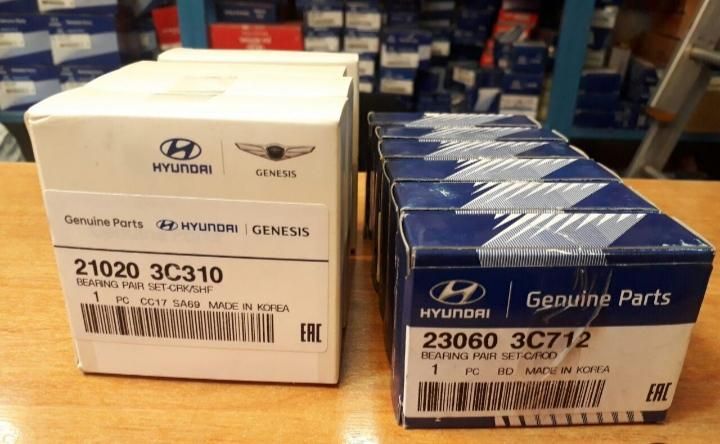 HYUNDAI
GENESIS
Genuine Parts HYUNDAI | GENESIS
21020 3C310
BEARING PAIR SET-CRK/SHF
1 PC CC17 SA69 MADE IN KOREA
EAC
HYUNDAI | Genuine Parts
23060 3C712
BEARING PAIR SET-C/ROD
1 PC BD MADE IN KOREA
EAC